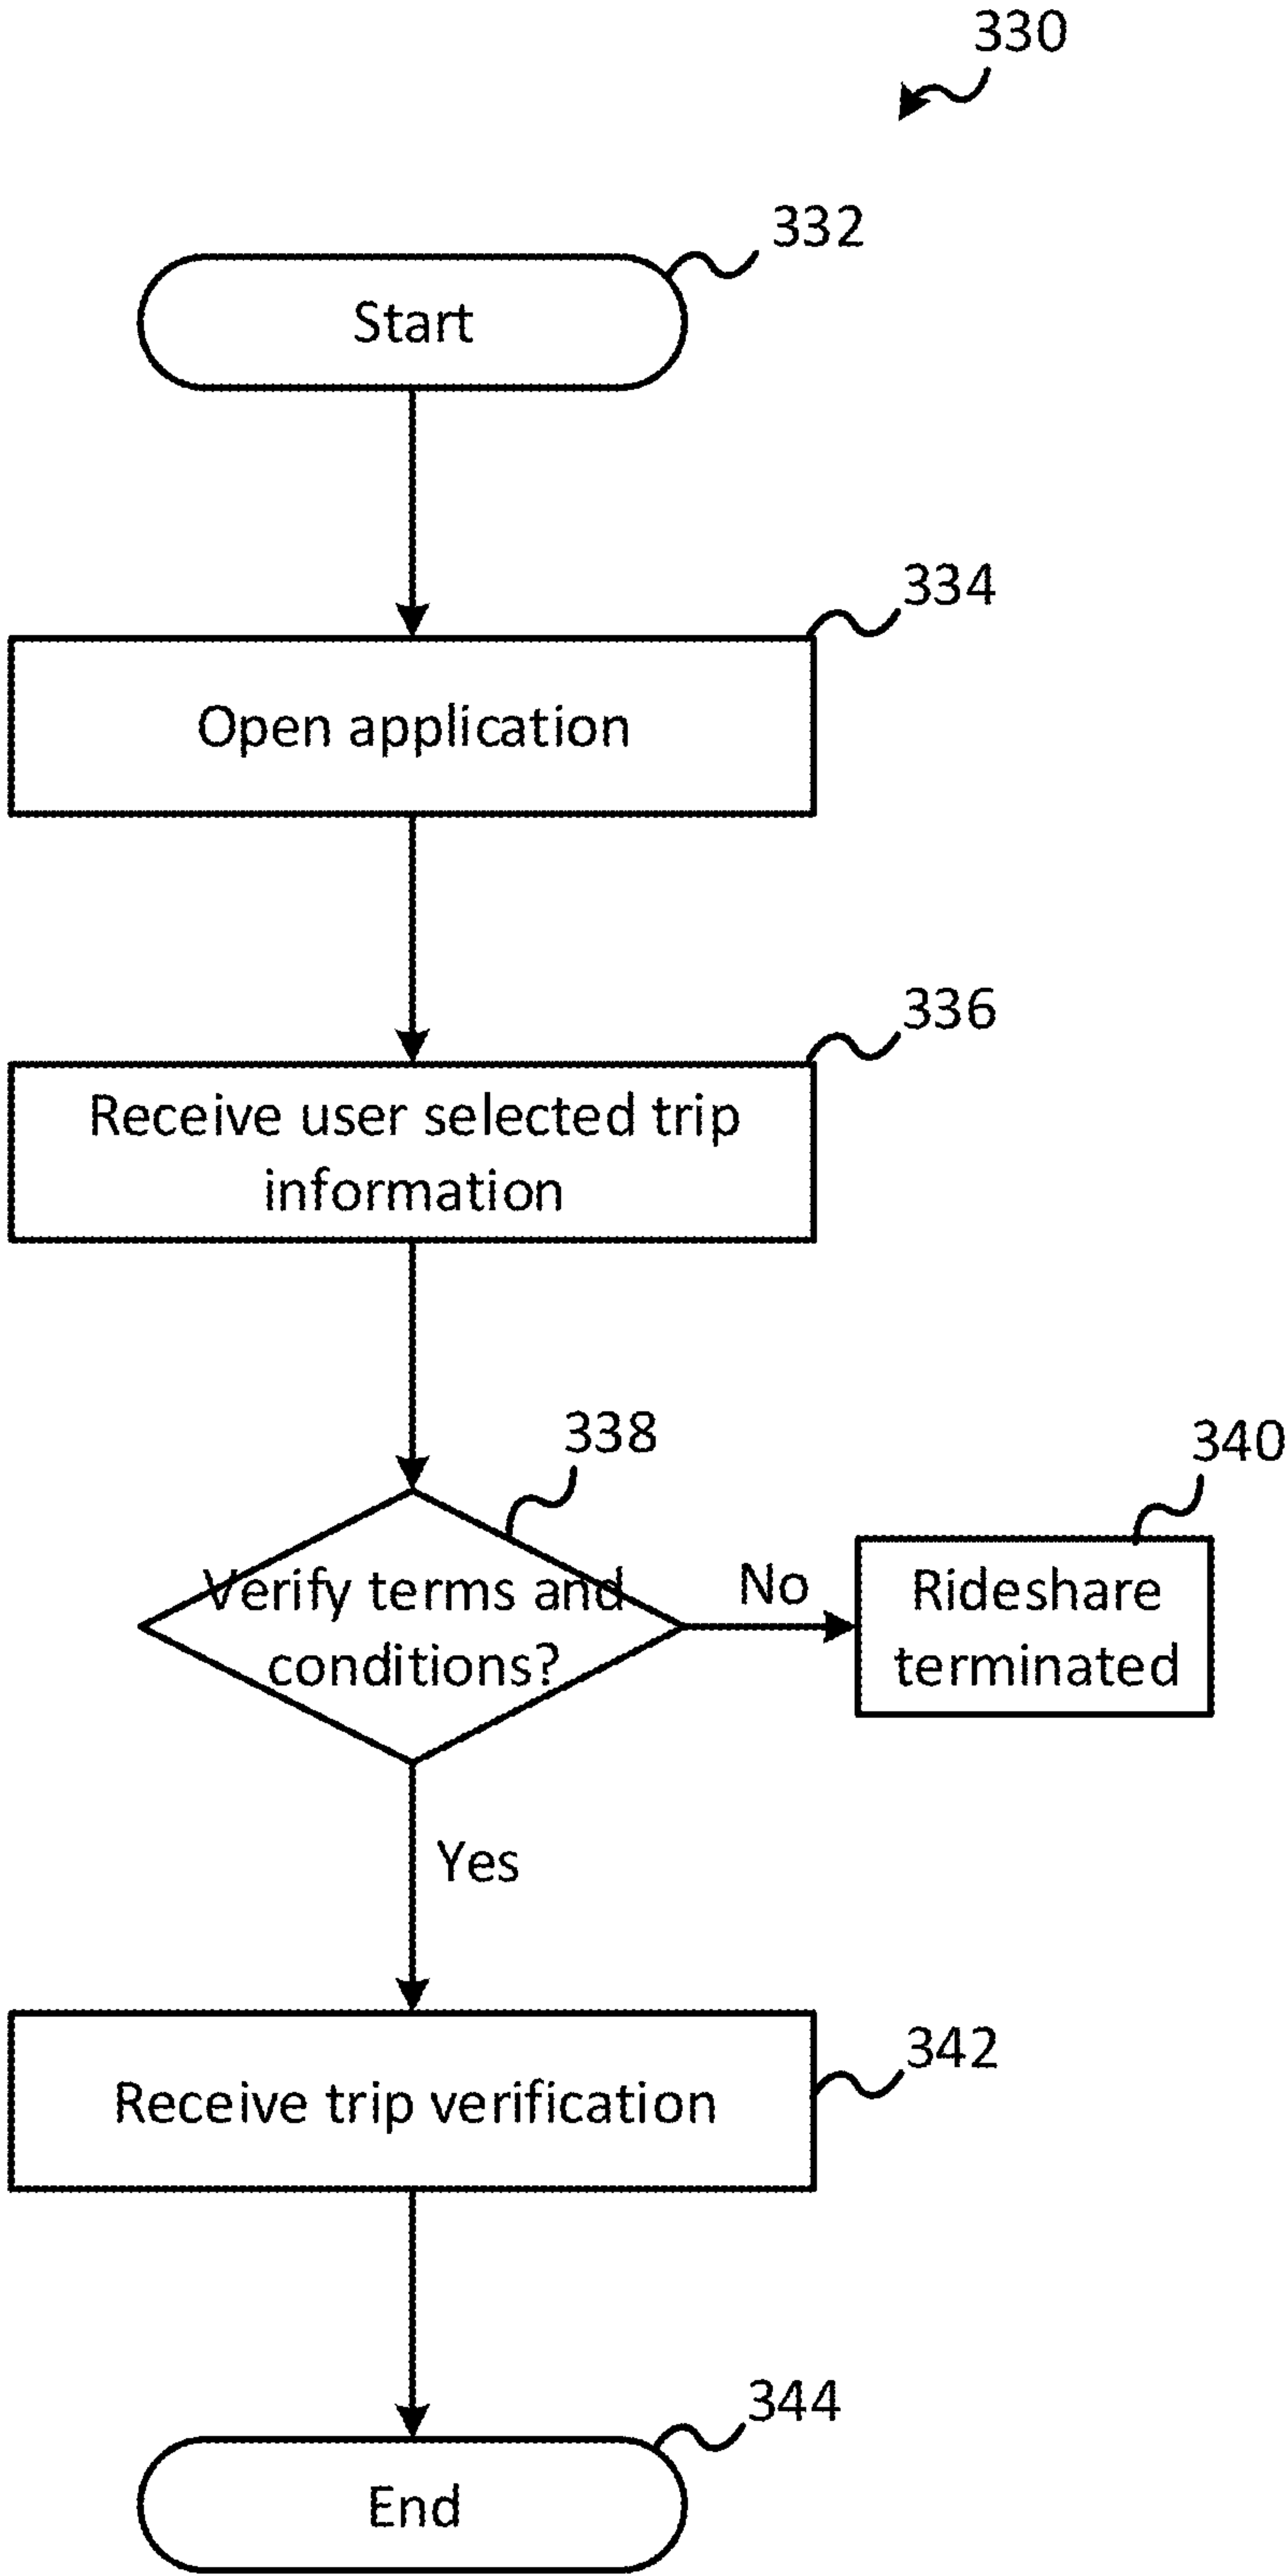 330
332
Start
334
Open application
336
Receive user selected trip
information
338
340
Verify terms and
conditions?
No
Rideshare
terminated
Yes
342
Receive trip verification
344
End